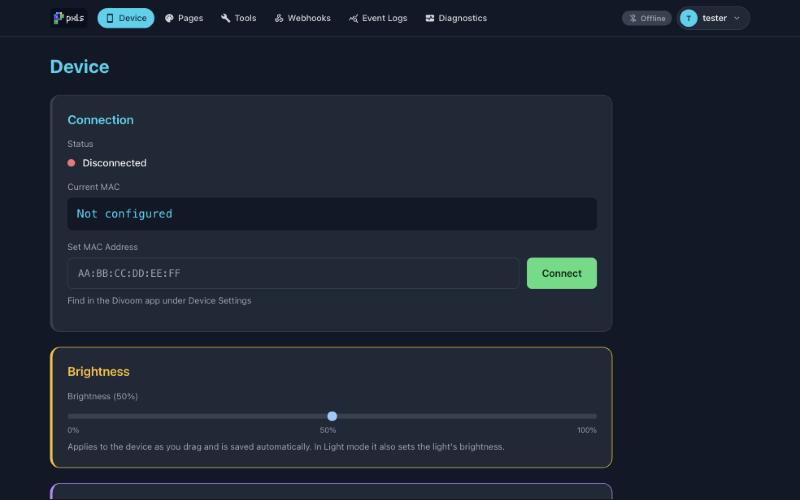 pixls
Device
Pages
Tools
Webhooks
Event Logs
Diagnostics
Offline
T
tester
Device
Connection
Status
Disconnected
Current MAC
Not configured
Set MAC Address
AA:BB:CC:DD:EE:FF
Connect
Find in the Divoom app under Device Settings
Brightness
Brightness (50%)
0%
50%
100%
Applies to the device as you drag and is saved automatically. In Light mode it also sets the light's brightness.